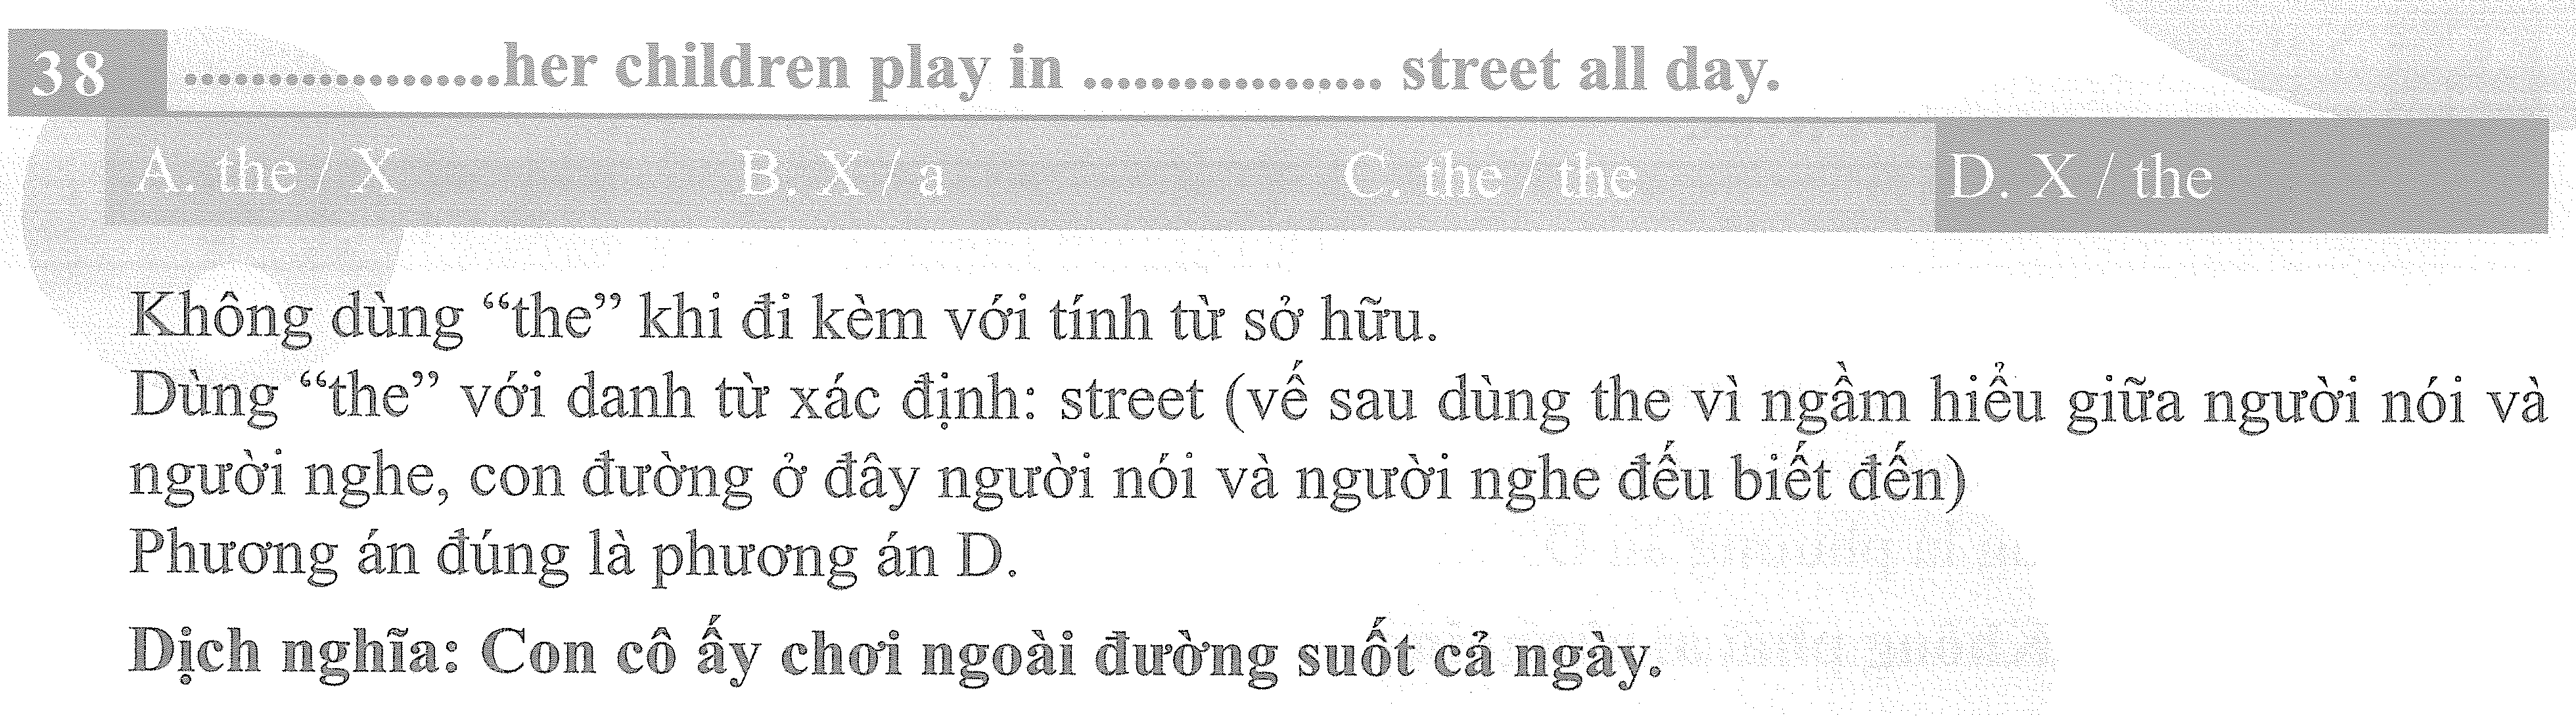 38 ..................her children play in ................. street all day.
A. the / X B. X / a C. the / the D. X / the
Không dùng “the” khi đi kèm với tính từ sở hữu.
Dùng “the” với danh từ xác định: street (vế sau dùng the vì ngầm hiểu giữa người nói và
người nghe, con đường ở đây người nói và người nghe đếu biết đến)
Phương án đúng là phương án D.
Dịch nghĩa: Con cô ấy chơi ngoài đường suốt cả ngày.